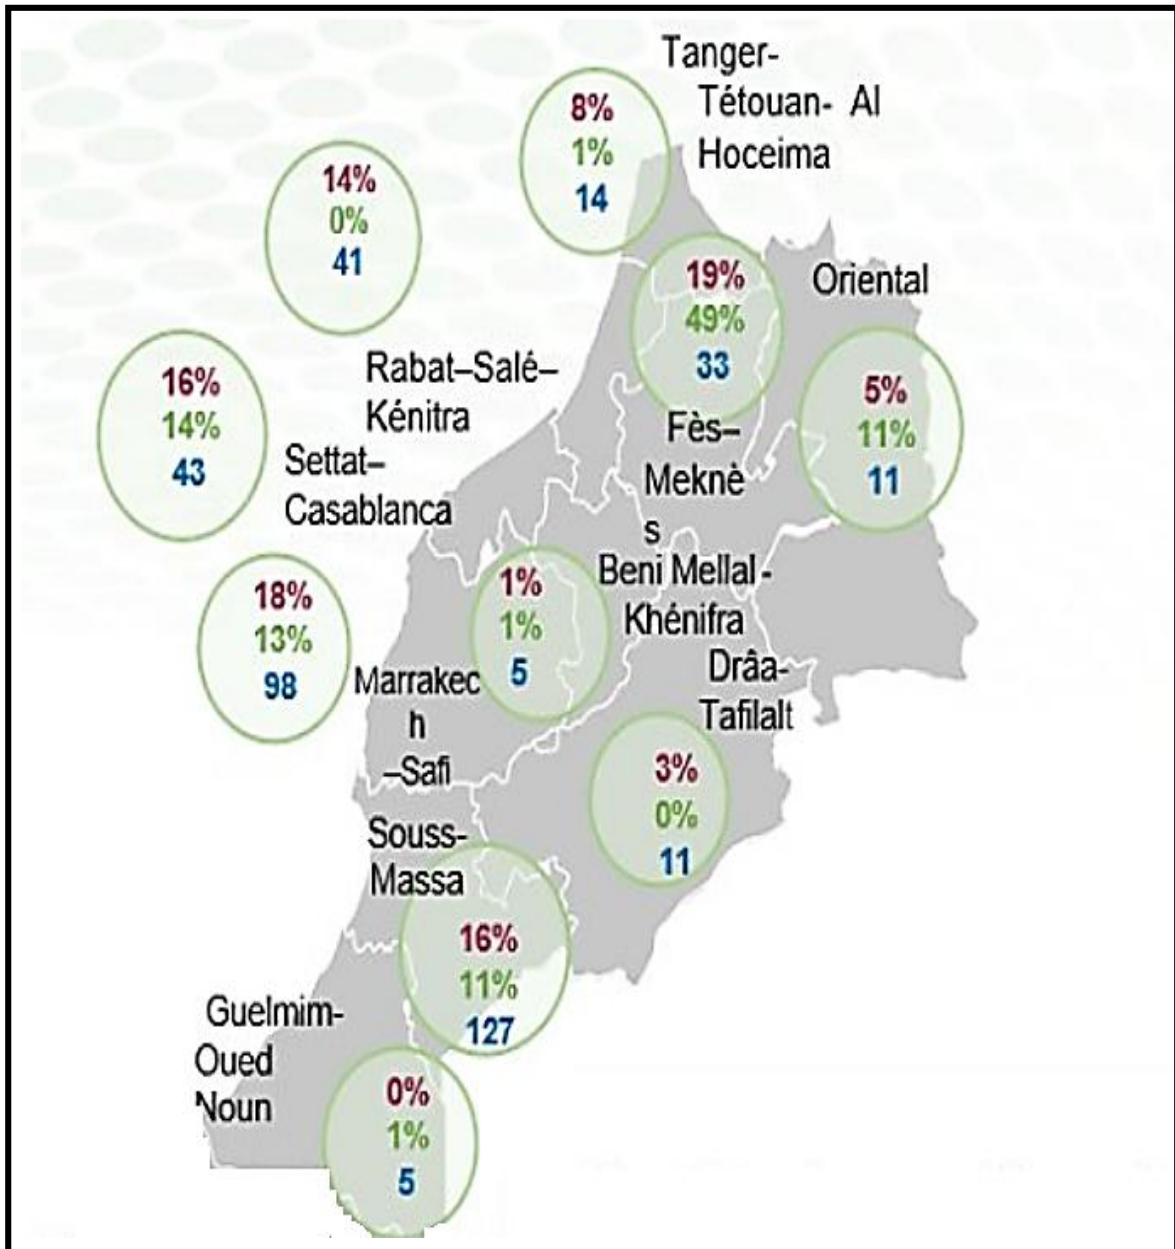 Tanger-
Tétouan- Al
Hoceima
8%
1%
14
14%
0%
41
19%
49%
33
Oriental
5%
11%
11
Rabat–Salé–
Kénitra
16%
14%
43
Settat–
Casablanca
Fès–
Meknè
s
18%
13%
98
1%
1%
5
Beni Mellal -
Khénifra
Marrakec
h
–Safi
Drâa-
Tafilalt
3%
0%
11
Souss-
Massa
16%
11%
127
Guelmim-
Oued
Noun
0%
1%
5